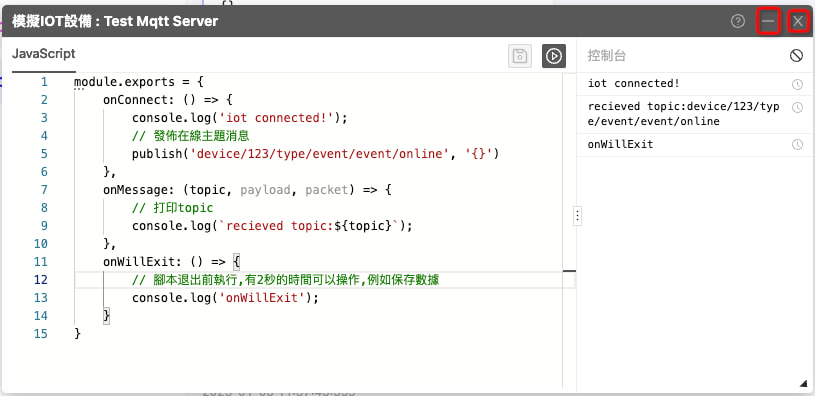 模擬IOT設備 : Test Mqtt Server
JavaScript
1 module.exports = {
2 onConnect: () => {
3 console.log('iot connected!');
4 // 發佈在線主題消息
5 publish('device/123/type/event/event/online', '{}')
6 },
7 onMessage: (topic, payload, packet) => {
8 // 打印topic
9 console.log(`recieved topic:${topic}`);
10 },
11 onWillExit: () => {
12 // 腳本退出前執行,有2秒的時間可以操作,例如保存數據
13 console.log('onWillExit');
14 }
15 }
控制台
iot connected!
recieved topic:device/123/typ
e/event/event/online
onWillExit